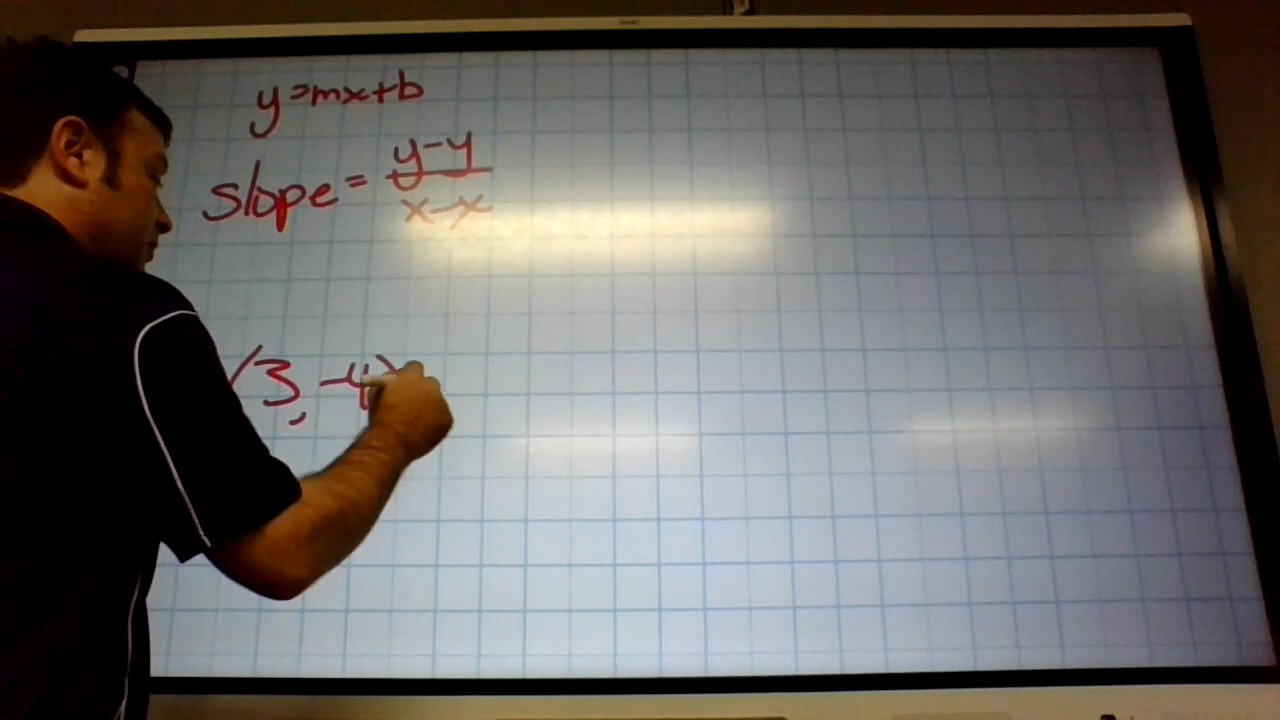 y=mx+b
slope = y-y
x-x
(3, -4)